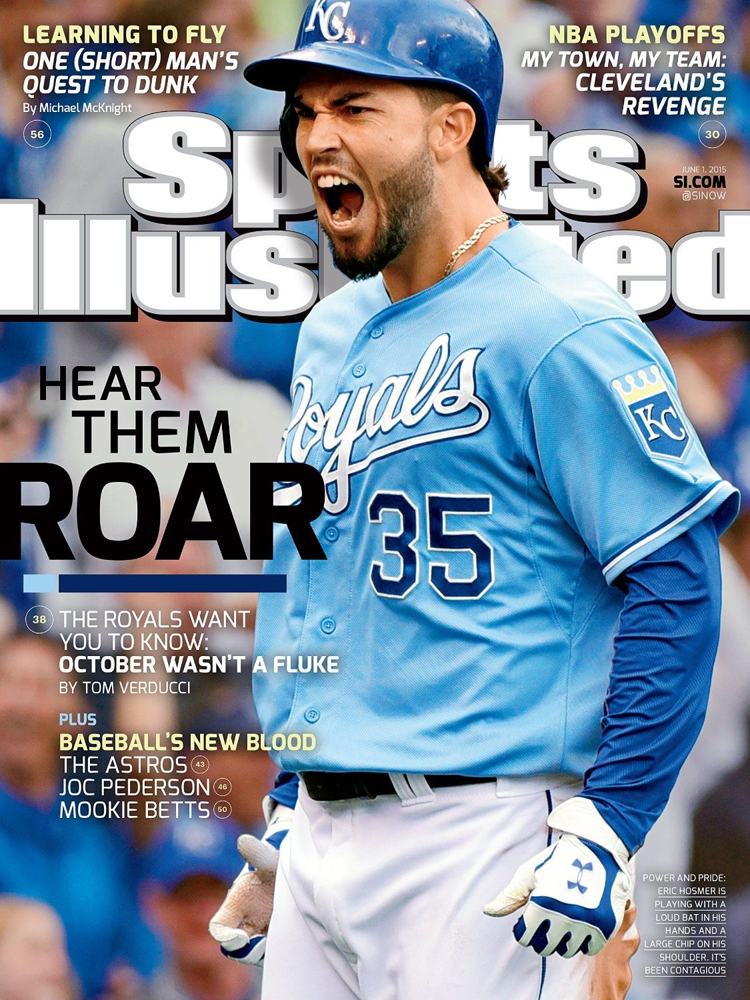 KC
LEARNING TO FLY
ONE (SHORT) MAN'S
QUEST TO DUNK
By Michael McKnight
56
NBA PLAYOFFS
MY TOWN, MY TEAM:
CLEVELAND'S
REVENGE
30
JUNE 1, 2015
SI.COM
@SINOW
Sports
Illustrated
HEAR
THEM
ROAR
Royals
KC
35
38 THE ROYALS WANT
YOU TO KNOW:
OCTOBER WASN'T A FLUKE
BY TOM VERDUCCI
PLUS
BASEBALL'S NEW BLOOD
THE ASTROS 43
JOC PEDERSON 46
MOOKIE BETTS 50
POWER AND PRIDE:
ERIC HOSMER IS
PLAYING WITH A
LOUD BAT IN HIS
HANDS AND A
LARGE CHIP ON HIS
SHOULDER. IT'S
BEEN CONTAGIOUS